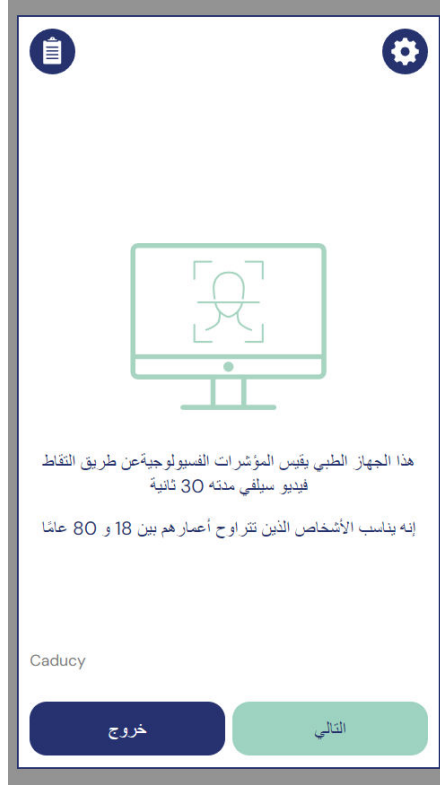 هذا الجهاز الطبي يقيس المؤشرات الفسيولوجيةعن طريق التقاط
فيديو سيلفي مدته 30 ثانية
إنه يناسب الأشخاص الذين تتراوح أعمارهم بين 18 و 80 عامًا
Caducy
خروج
التالي